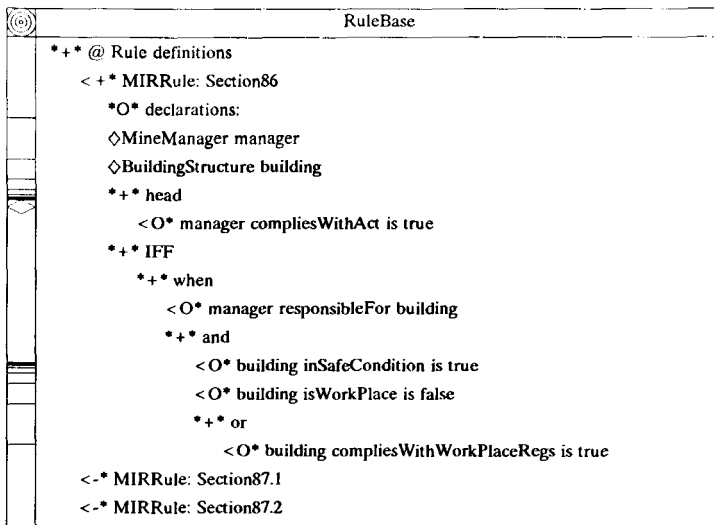 RuleBase
*+* @ Rule definitions
<+* MIRRule: Section86
*O* declarations:
◇MineManager manager
◇BuildingStructure building
*+* head
<O* manager compliesWithAct is true
*+* IFF
*+* when
<O* manager responsibleFor building
*+* and
<O* building inSafeCondition is true
<O* building isWorkPlace is false
*+* or
<O* building compliesWithWorkPlaceRegs is true
<-* MIRRule: Section87.1
<-* MIRRule: Section87.2